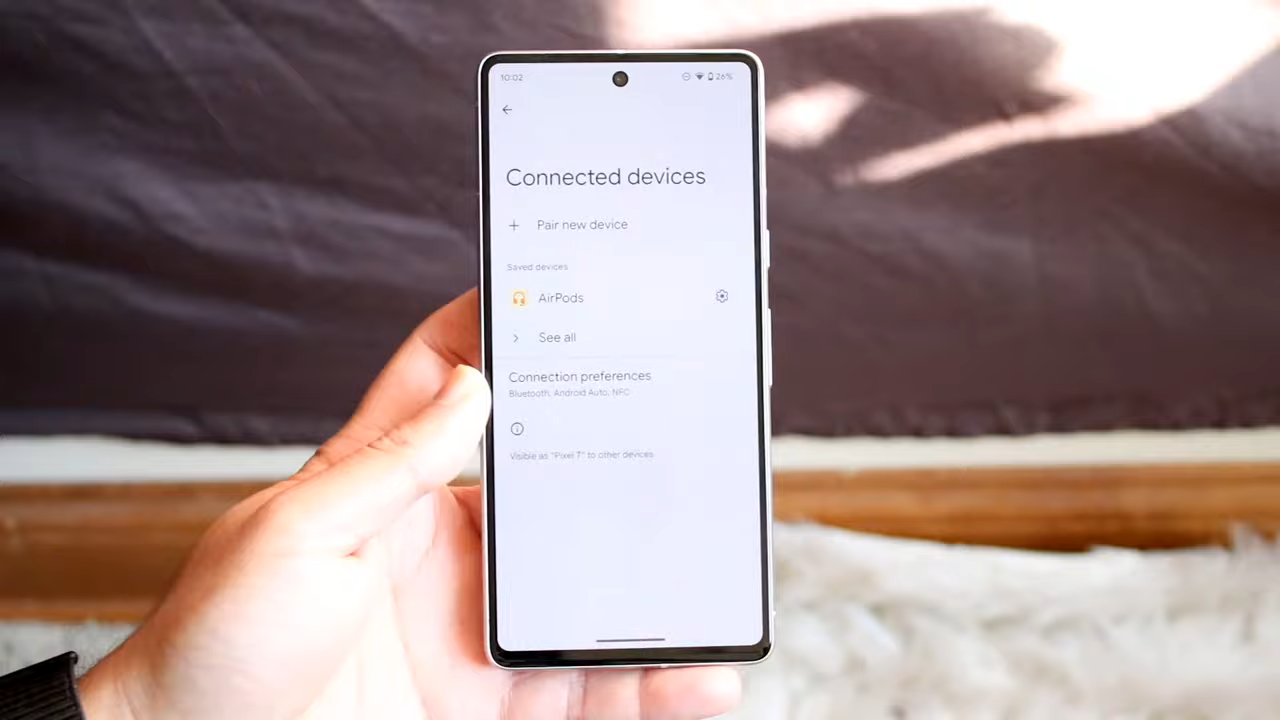 10:02
26%
Connected devices
Pair new device
Saved devices
AirPods
See all
Connection preferences
Bluetooth, Android Auto, NFC
Visible as "Pixel 7" to other devices